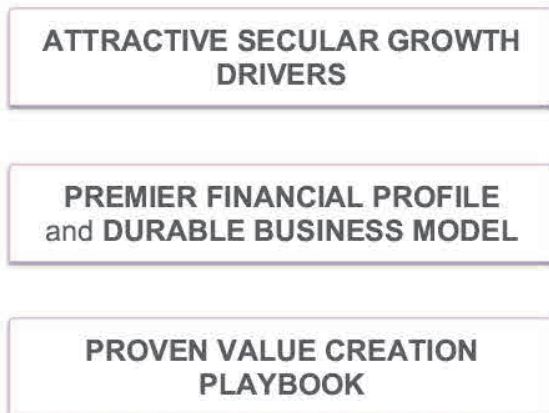 ATTRACTIVE SECULAR GROWTH
DRIVERS
PREMIER FINANCIAL PROFILE
and DURABLE BUSINESS MODEL
PROVEN VALUE CREATION
PLAYBOOK